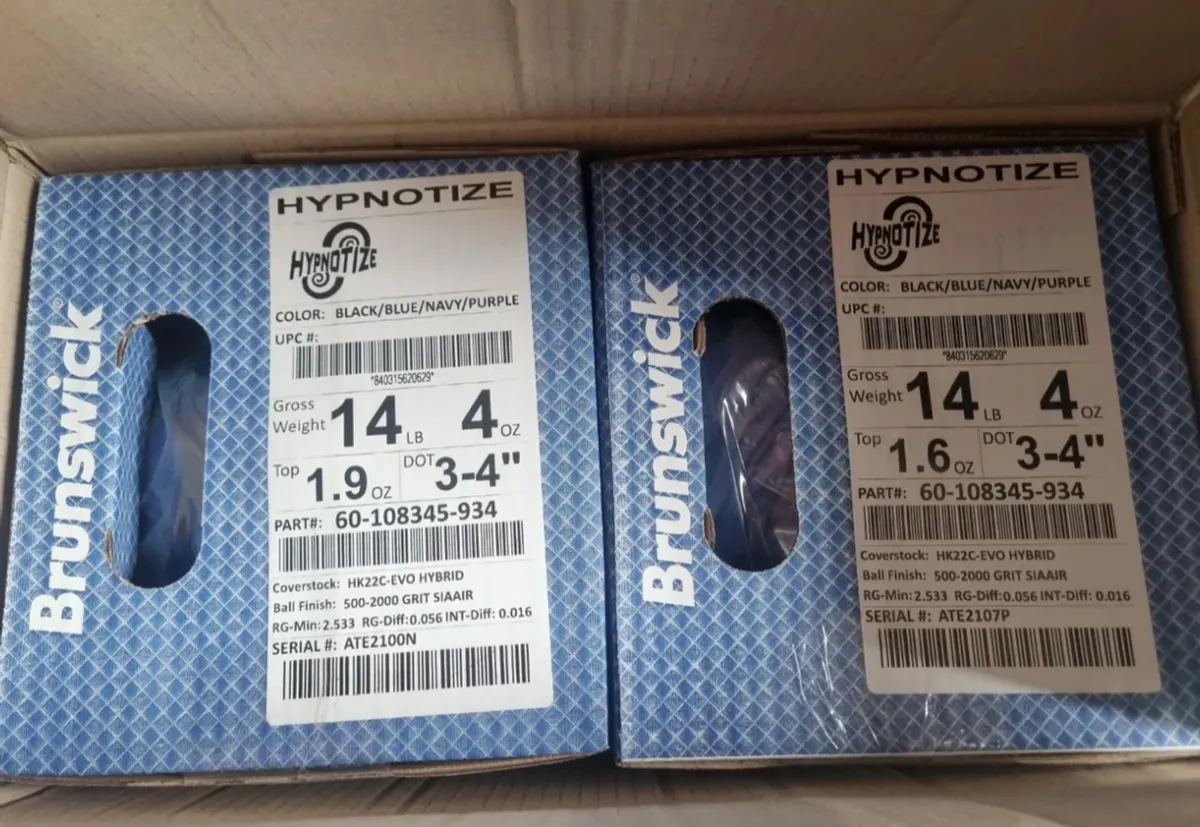 Brunswick®
HYPNOTIZE
HYPNOTIZE
COLOR: BLACK/BLUE/NAVY/PURPLE
UPC #:
*840315620629*
Gross Weight 14 LB 4 OZ
Top 1.9 OZ DOT 3-4"
PART#: 60-108345-934
Coverstock: HK22C-EVO HYBRID
Ball Finish: 500-2000 GRIT SIAAIR
RG-Min:2.533 RG-Diff:0.056 INT-Diff: 0.016
SERIAL #: ATE2100N
Brunswick®
HYPNOTIZE
HYPNOTIZE
COLOR: BLACK/BLUE/NAVY/PURPLE
UPC #:
*840315620629*
Gross Weight 14 LB 4 OZ
Top 1.6 OZ DOT 3-4"
PART#: 60-108345-934
Coverstock: HK22C-EVO HYBRID
Ball Finish: 500-2000 GRIT SIAAIR
RG-Min:2.533 RG-Diff:0.056 INT-Diff: 0.016
SERIAL #: ATE2107P